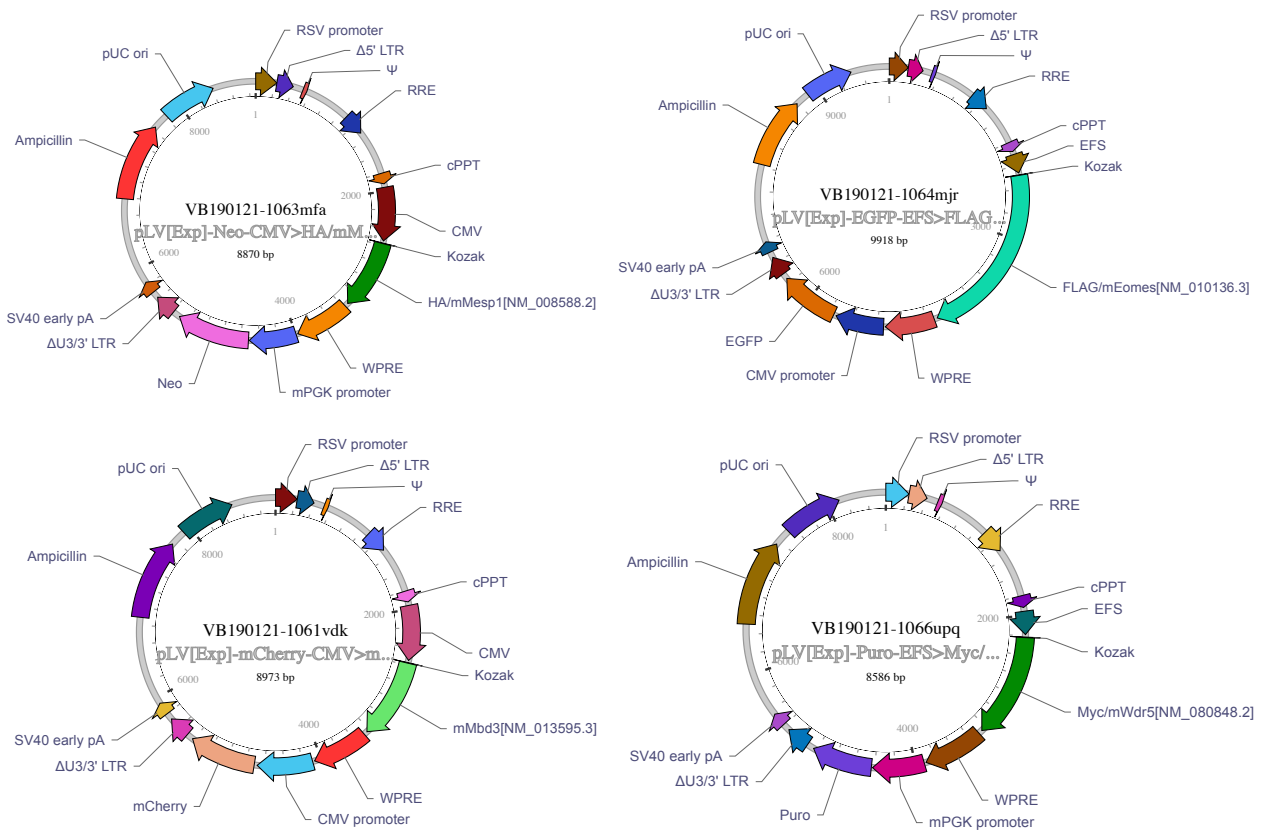 RSV promoter
Δ5' LTR
Ψ
RRE
cPPT
CMV
Kozak
HA/mMesp1[NM_008588.2]
WPRE
mPGK promoter
Neo
ΔU3/3' LTR
SV40 early pA
Ampicillin
pUC ori
1
2000
4000
6000
8000
VB190121-1063mfa
pLV[Exp]-Neo-CMV>HA/mM...
8870 bp
RSV promoter
Δ5' LTR
Ψ
RRE
cPPT
EFS
Kozak
FLAG/mEomes[NM_010136.3]
WPRE
CMV promoter
EGFP
ΔU3/3' LTR
SV40 early pA
Ampicillin
pUC ori
1
3000
6000
9000
VB190121-1064mjr
pLV[Exp]-EGFP-EFS>FLAG...
9918 bp
RSV promoter
Δ5' LTR
Ψ
RRE
cPPT
CMV
Kozak
mMbd3[NM_013595.3]
WPRE
CMV promoter
mCherry
ΔU3/3' LTR
SV40 early pA
Ampicillin
pUC ori
1
2000
4000
6000
8000
VB190121-1061vdk
pLV[Exp]-mCherry-CMV>m...
8973 bp
RSV promoter
Δ5' LTR
Ψ
RRE
cPPT
EFS
Kozak
Myc/mWdr5[NM_080848.2]
WPRE
mPGK promoter
Puro
ΔU3/3' LTR
SV40 early pA
Ampicillin
pUC ori
1
2000
4000
6000
8000
VB190121-1066upq
pLV[Exp]-Puro-EFS>Myc/...
8586 bp